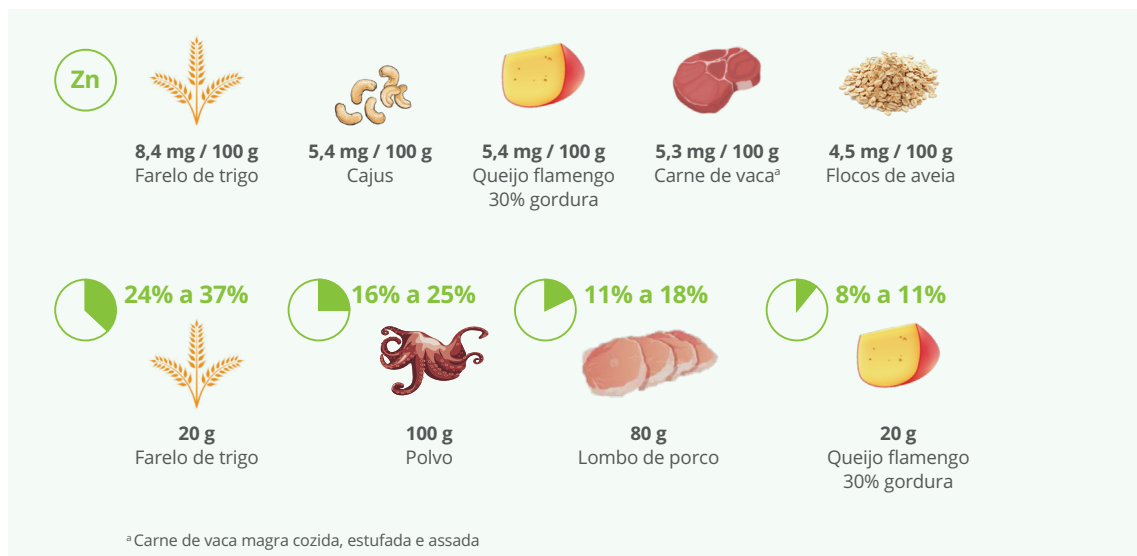 Zn
8,4 mg / 100 g
Farelo de trigo
5,4 mg / 100 g
Cajus
5,4 mg / 100 g
Queijo flamengo
30% gordura
5,3 mg / 100 g
Carne de vacaᵃ
4,5 mg / 100 g
Flocos de aveia
24% a 37%
20 g
Farelo de trigo
16% a 25%
100 g
Polvo
11% a 18%
80 g
Lombo de porco
8% a 11%
20 g
Queijo flamengo
30% gordura
ᵃ Carne de vaca magra cozida, estufada e assada